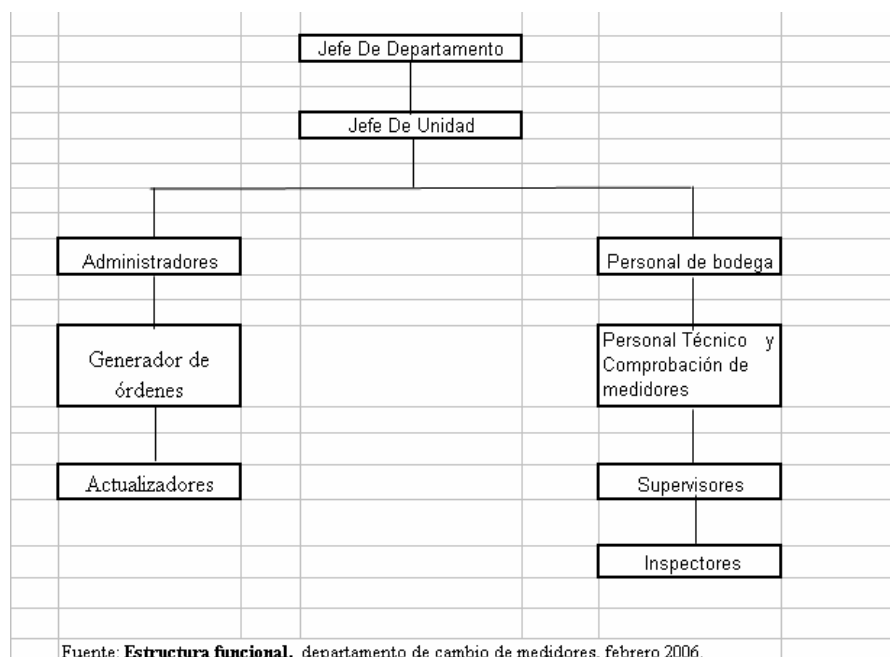 Jefe De Departamento
Jefe De Unidad
Administradores
Personal de bodega
Generador de
órdenes
Personal Técnico y
Comprobación de
medidores
Actualizadores
Supervisores
Inspectores
Fuente: Estructura funcional, departamento de cambio de medidores, febrero 2006.